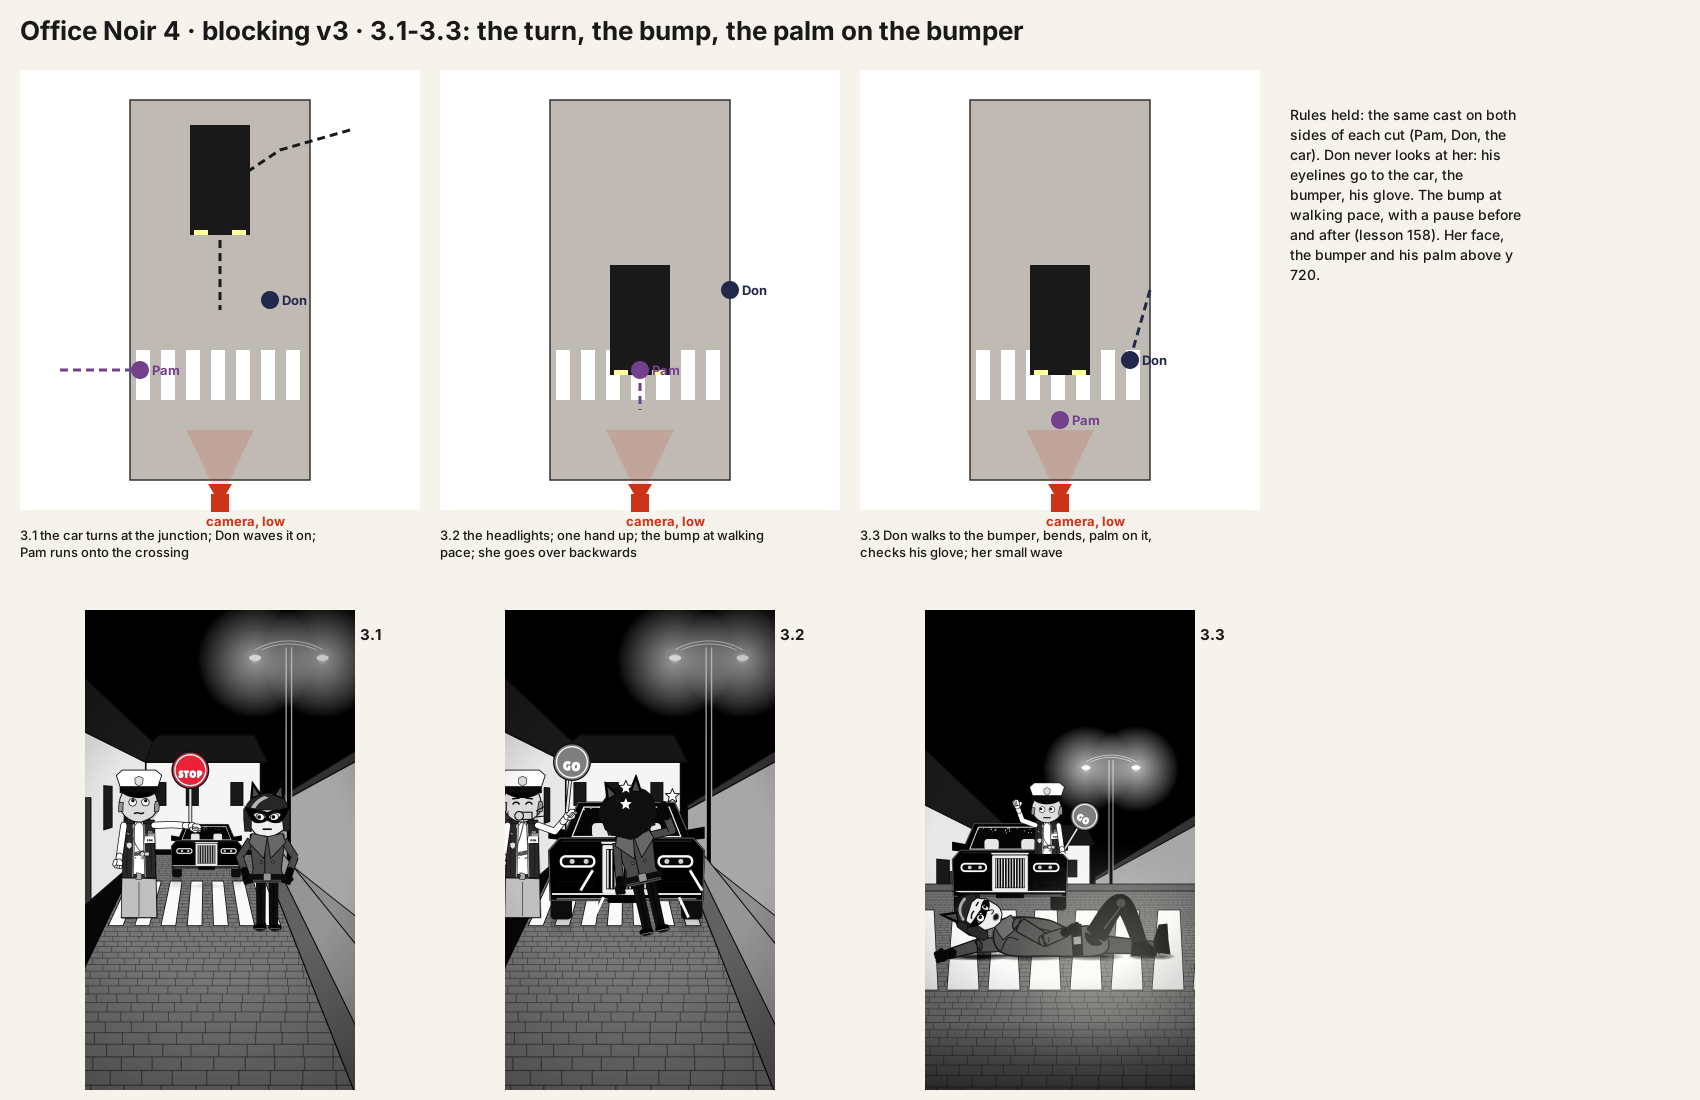 Office Noir 4 · blocking v3 · 3.1-3.3: the turn, the bump, the palm on the bumper
Don
Pam
camera, low
3.1 the car turns at the junction; Don waves it on;
Pam runs onto the crossing
Don
Pam
camera, low
3.2 the headlights; one hand up; the bump at walking
pace; she goes over backwards
Don
Pam
camera, low
3.3 Don walks to the bumper, bends, palm on it,
checks his glove; her small wave
Rules held: the same cast on both
sides of each cut (Pam, Don, the
car). Don never looks at her: his
eyelines go to the car, the
bumper, his glove. The bump at
walking pace, with a pause before
and after (lesson 158). Her face,
the bumper and his palm above y
720.
3.1
STOP
3.2
GO
3.3
GO